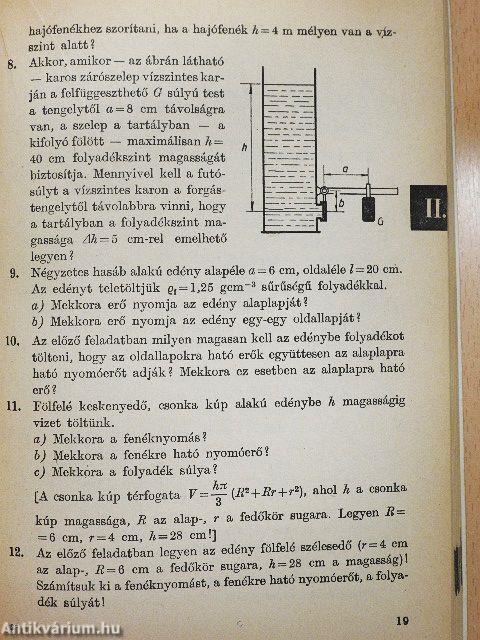 hajófenékhez szorítani, ha a hajófenék h = 4 m mélyen van a víz-
szint alatt?
8. Akkor, amikor — az ábrán látható
— karos zárószelep vízszintes kar-
ján a felfüggeszthető G súlyú test
a tengelytől a = 8 cm távolságra
van, a szelep a tartályban — a
kifolyó fölött — maximálisan h =
40 cm folyadékszint magasságát
biztosítja. Mennyivel kell a futó-
súlyt a vízszintes karon a forgás-
tengelytől távolabbra vinni, hogy
a tartályban a folyadékszint ma-
gassága Δh = 5 cm-rel emelhető
legyen?
h
a
b
G
II.
9. Négyzetes hasáb alakú edény alapéle a = 6 cm, oldaléle l = 20 cm.
Az edényt teletöltjük ϱ₁ = 1,25 gcm⁻³ sűrűségű folyadékkal.
a) Mekkora erő nyomja az edény alaplapját?
b) Mekkora erő nyomja az edény egy-egy oldallapját?
10. Az előző feladatban milyen magasan kell az edénybe folyadékot
tölteni, hogy az oldallapokra ható erők együttesen az alaplapra
ható nyomóerőt adják? Mekkora ez esetben az alaplapra ható
erő?
11. Fölfelé keskenyedő, csonka kúp alakú edénybe h magasságig
vizet töltünk.
a) Mekkora a fenéknyomás?
b) Mekkora a fenékre ható nyomóerő?
c) Mekkora a folyadék súlya?
[A csonka kúp térfogata V = hπ/3 (R² + Rr + r²), ahol h a csonka
kúp magassága, R az alap-, r a fedőkör sugara. Legyen R =
= 6 cm, r = 4 cm, h = 28 cm!]
12. Az előző feladatban legyen az edény fölfelé szélesedő (r = 4 cm
az alap-, R = 6 cm a fedőkör sugara, h = 28 cm a magasság)!
Számítsuk ki a fenéknyomást, a fenékre ható nyomóerőt, a folya-
dék súlyát!
19
Antikvárium.hu